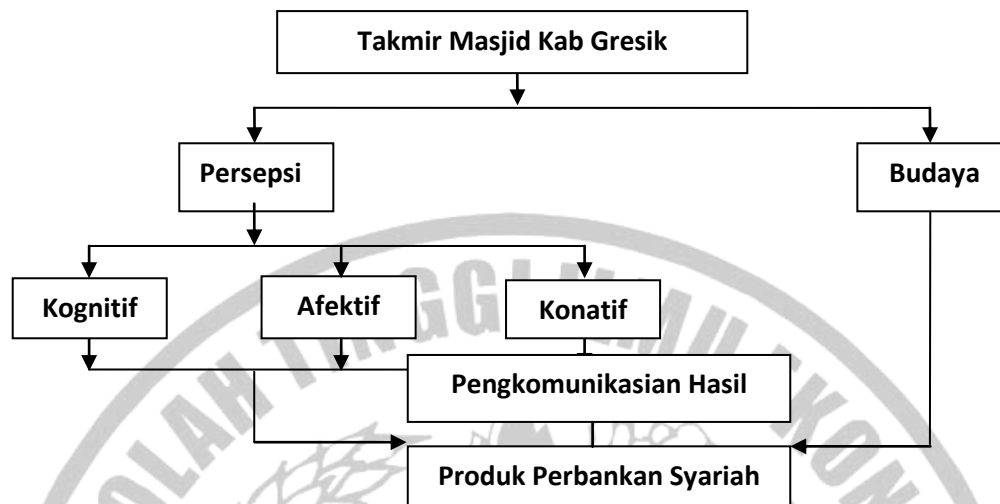 Takmir Masjid Kab Gresik
Persepsi
Budaya
Kognitif
Afektif
Konatif
Pengkomunikasian Hasil
Produk Perbankan Syariah